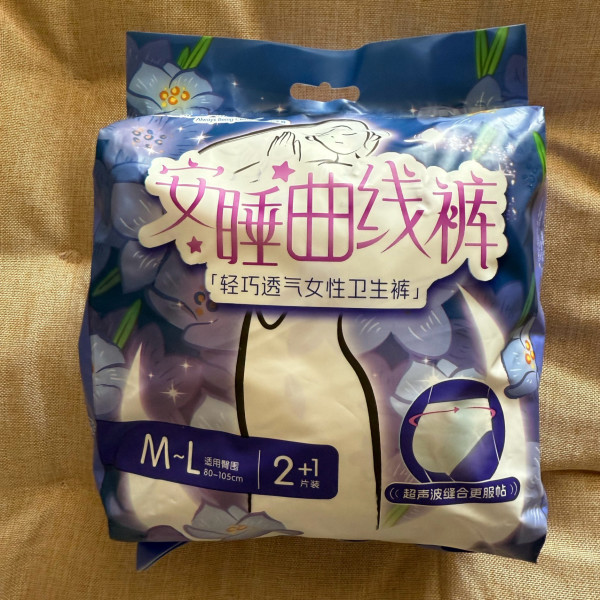 安睡曲线裤
「轻巧透气女性卫生裤」
M~L
适用臀围
80~105cm
2+1
片装
超声波缝合更服帖